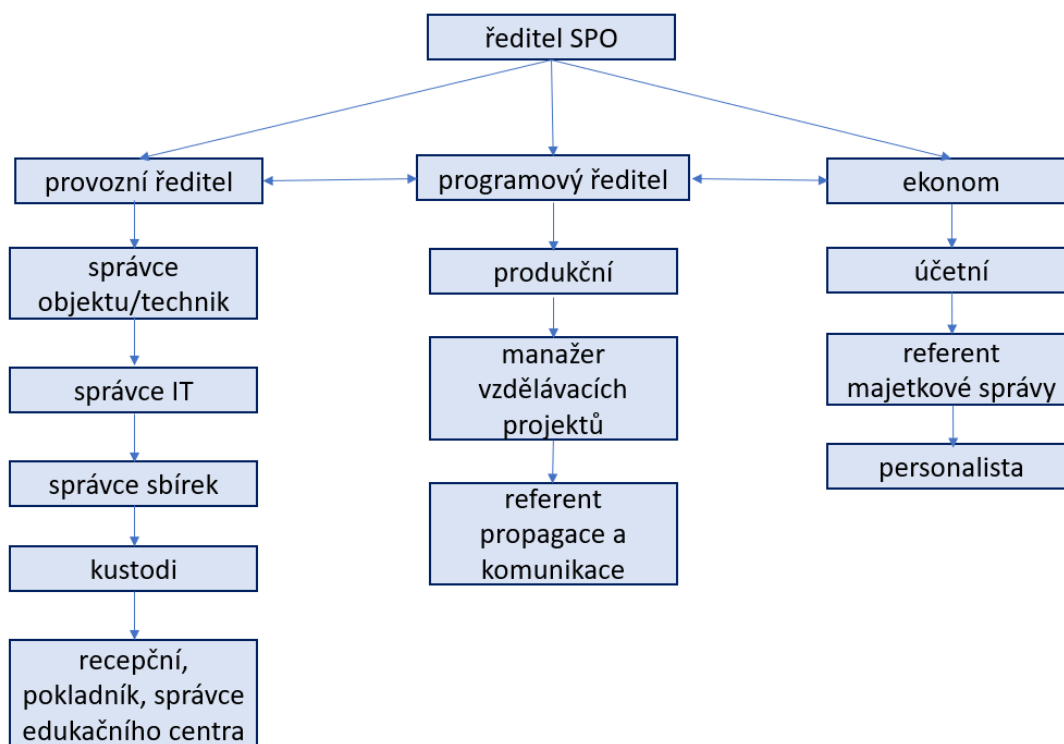 ředitel SPO
provozní ředitel
programový ředitel
ekonom
správce
objektu/technik
správce IT
správce sbírek
kustodi
recepční,
pokladník, správce
edukačního centra
produkční
manažer
vzdělávacích
projektů
referent
propagace a
komunikace
účetní
referent
majetkové správy
personalista